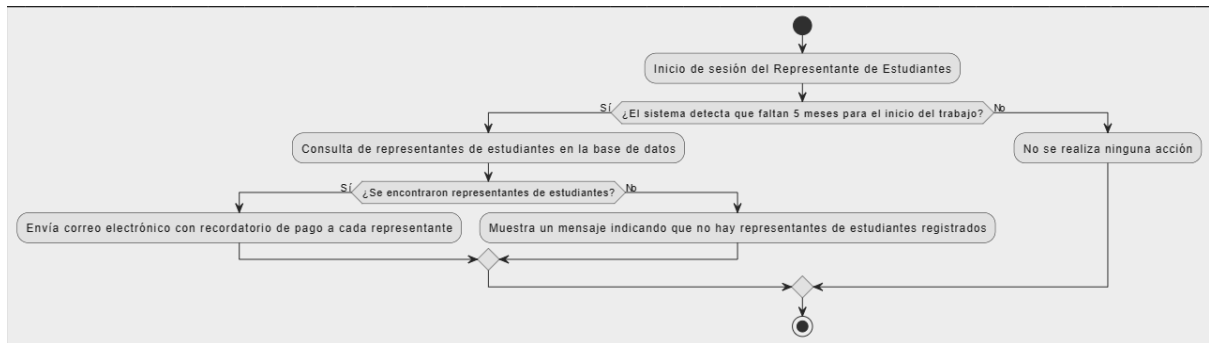 Inicio de sesión del Representante de Estudiantes
Sí
¿El sistema detecta que faltan 5 meses para el inicio del trabajo?
No
Consulta de representantes de estudiantes en la base de datos
No se realiza ninguna acción
Sí
¿Se encontraron representantes de estudiantes?
No
Envía correo electrónico con recordatorio de pago a cada representante
Muestra un mensaje indicando que no hay representantes de estudiantes registrados